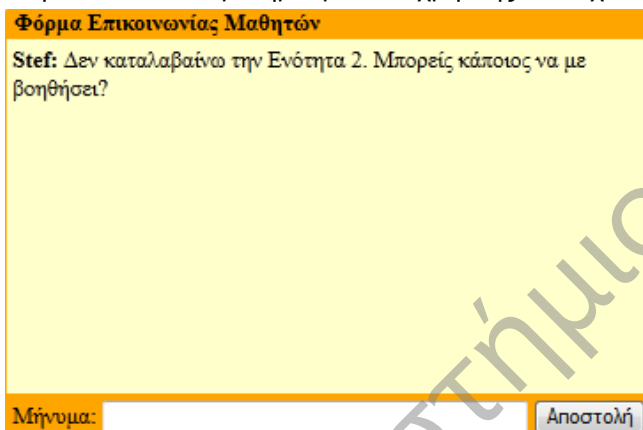 Φόρμα Επικοινωνίας Μαθητών
Stef: Δεν καταλαβαίνω την Ενότητα 2. Μπορείς κάποιος να με
βοηθήσει?
Μήνυμα:
Αποστολή